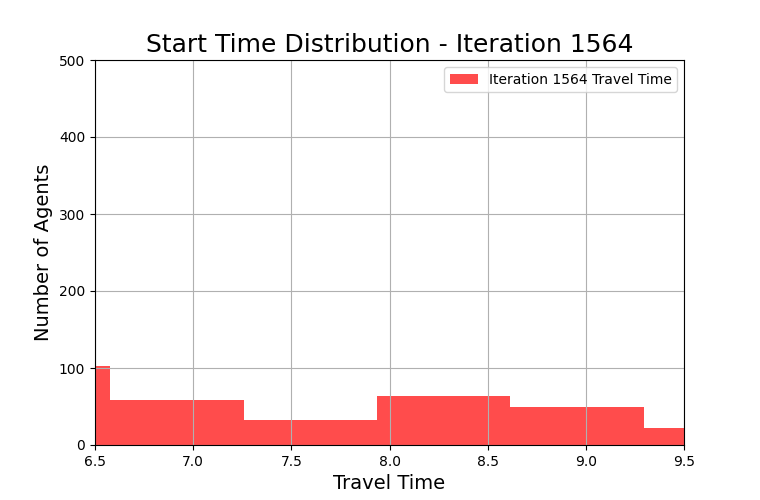 Start Time Distribution - Iteration 1564
500
Iteration 1564 Travel Time
400
300
200
100
0
Number of Agents
6.5 7.0 7.5 8.0 8.5 9.0 9.5
Travel Time